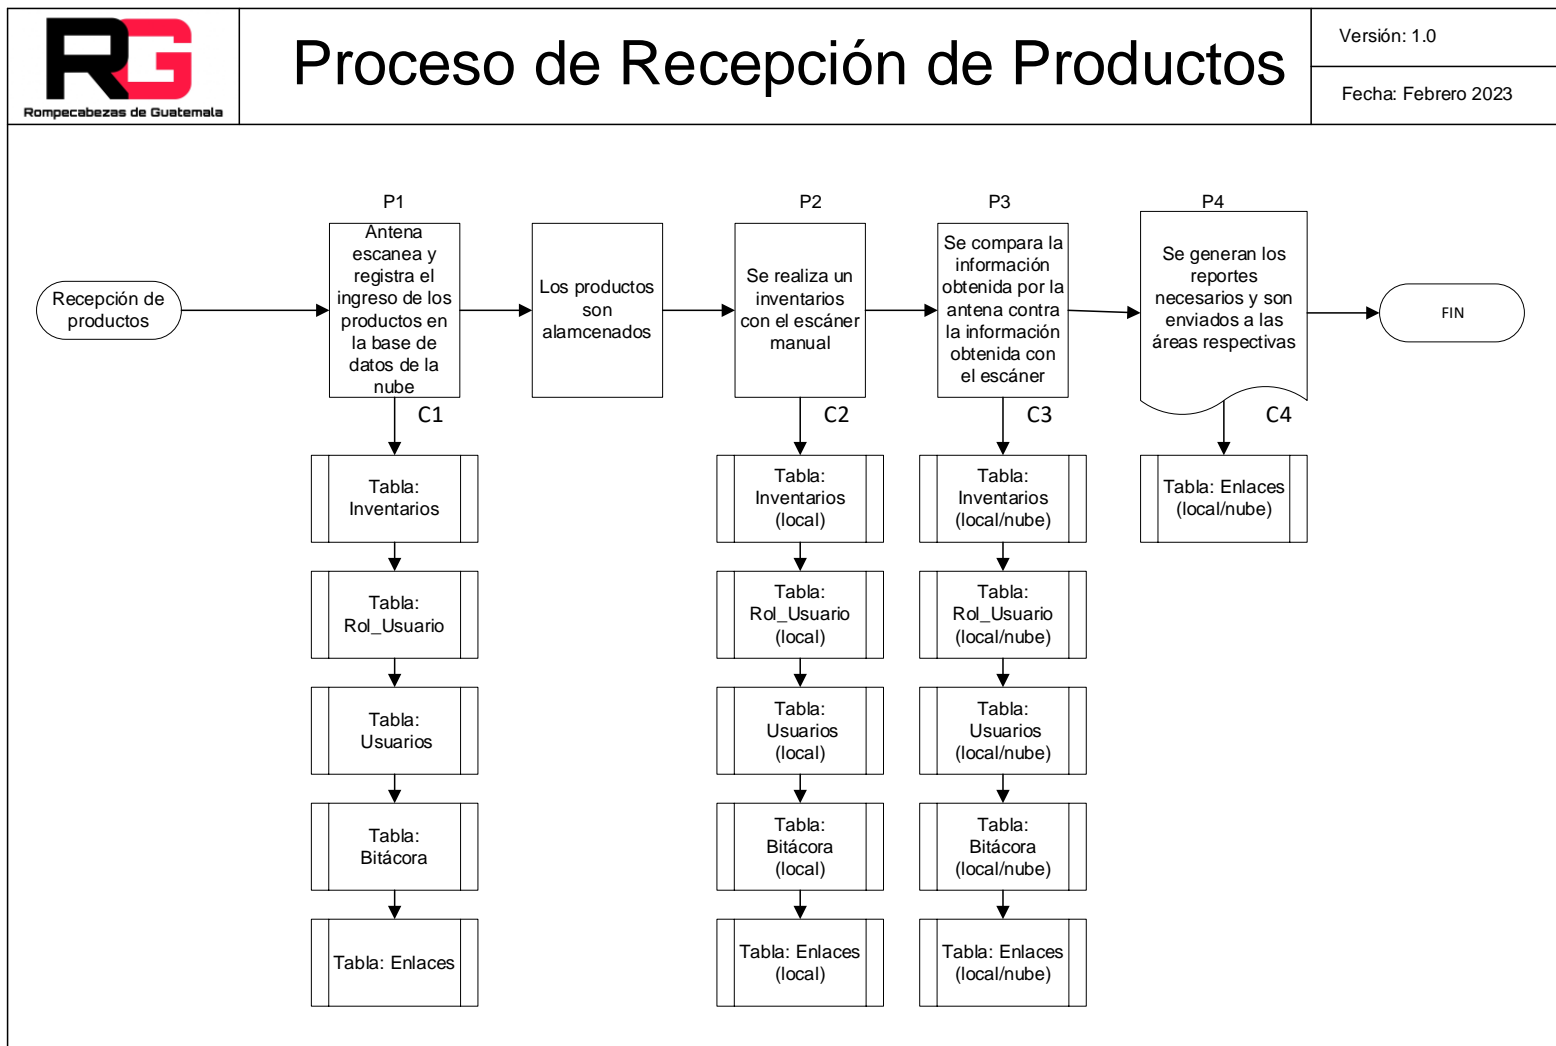 RG
Rompecabezas de Guatemala
Proceso de Recepción de Productos
Versión: 1.0
Fecha: Febrero 2023
Recepción de
productos
P1
Antena
escanea y
registra el
ingreso de los
productos en
la base de
datos de la
nube
Los productos
son
alamcenados
P2
Se realiza un
inventarios
con el escáner
manual
P3
Se compara la
información
obtenida por la
antena contra
la información
obtenida con
el escáner
P4
Se generan los
reportes
necesarios y son
enviados a las
áreas respectivas
FIN
C1
Tabla:
Inventarios
Tabla:
Rol_Usuario
Tabla:
Usuarios
Tabla:
Bitácora
Tabla: Enlaces
C2
Tabla:
Inventarios
(local)
Tabla:
Rol_Usuario
(local)
Tabla:
Usuarios
(local)
Tabla:
Bitácora
(local)
Tabla: Enlaces
(local)
C3
Tabla:
Inventarios
(local/nube)
Tabla:
Rol_Usuario
(local/nube)
Tabla:
Usuarios
(local/nube)
Tabla:
Bitácora
(local/nube)
Tabla: Enlaces
(local/nube)
C4
Tabla: Enlaces
(local/nube)